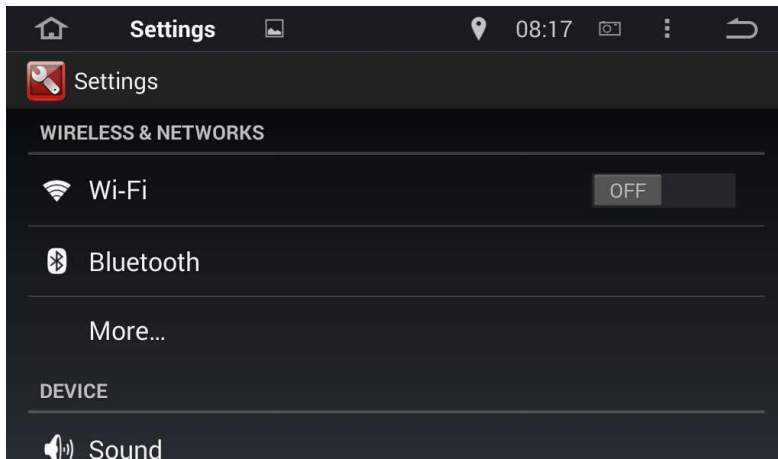 Settings 08:17
Settings
WIRELESS & NETWORKS
Wi-Fi OFF
Bluetooth
More...
DEVICE
Sound